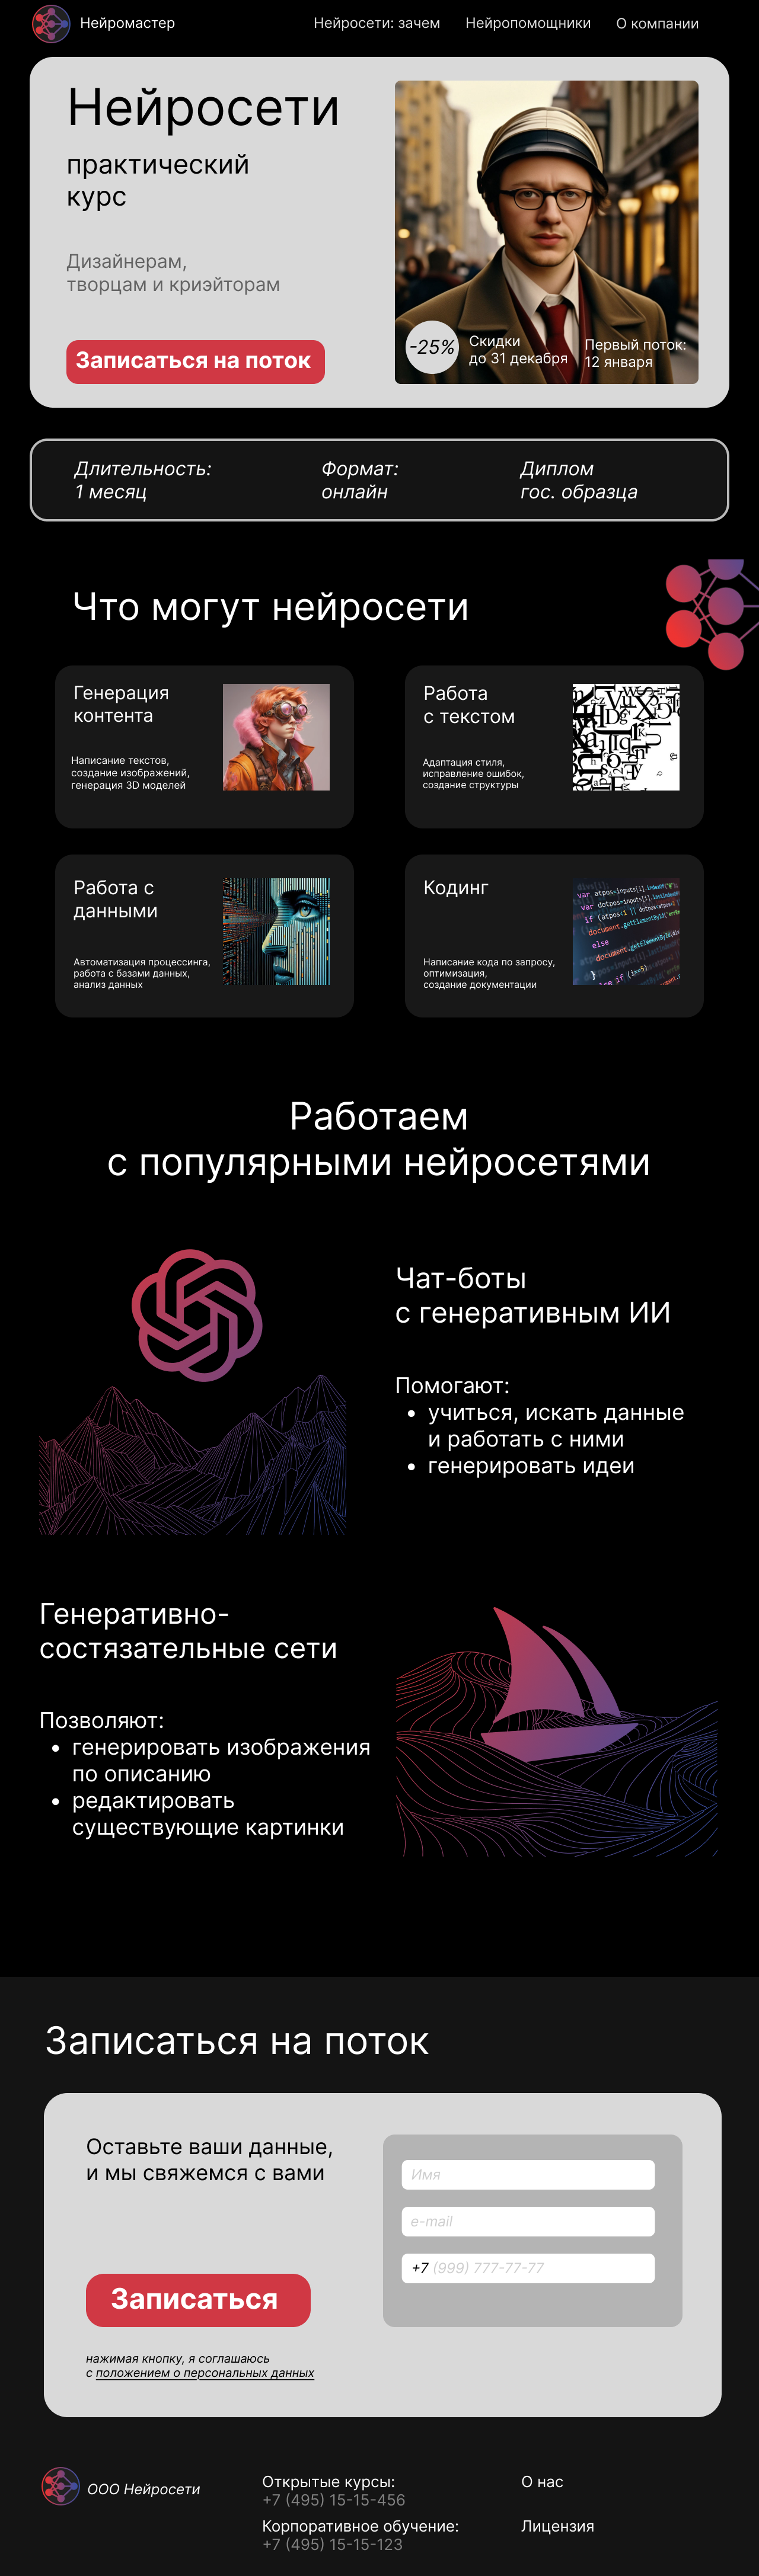 Нейромастер
Нейросети: зачем
Нейропомощники
О компании
Нейросети
практический
курс
Дизайнерам,
творцам и криэйторам
Записаться на поток
-25%
Скидки
до 31 декабря
Первый поток:
12 января
Длительность:
1 месяц
Формат:
онлайн
Диплом
гос. образца
Что могут нейросети
Генерация
контента
Написание текстов,
создание изображений,
генерация 3D моделей
Работа
с текстом
Адаптация стиля,
исправление ошибок,
создание структуры
Работа с
данными
Автоматизация процессинга,
работа с базами данных,
анализ данных
Кодинг
Написание кода по запросу,
оптимизация,
создание документации
Работаем
с популярными нейросетями
Чат-боты
с генеративным ИИ
Помогают:
• учиться, искать данные
и работать с ними
• генерировать идеи
Генеративно-
состязательные сети
Позволяют:
• генерировать изображения
по описанию
• редактировать
существующие картинки
Записаться на поток
Оставьте ваши данные,
и мы свяжемся с вами
Имя
e-mail
+7 (999) 777-77-77
Записаться
нажимая кнопку, я соглашаюсь
с положением о персональных данных
ООО Нейросети
Открытые курсы:
+7 (495) 15-15-456
Корпоративное обучение:
+7 (495) 15-15-123
О нас
Лицензия